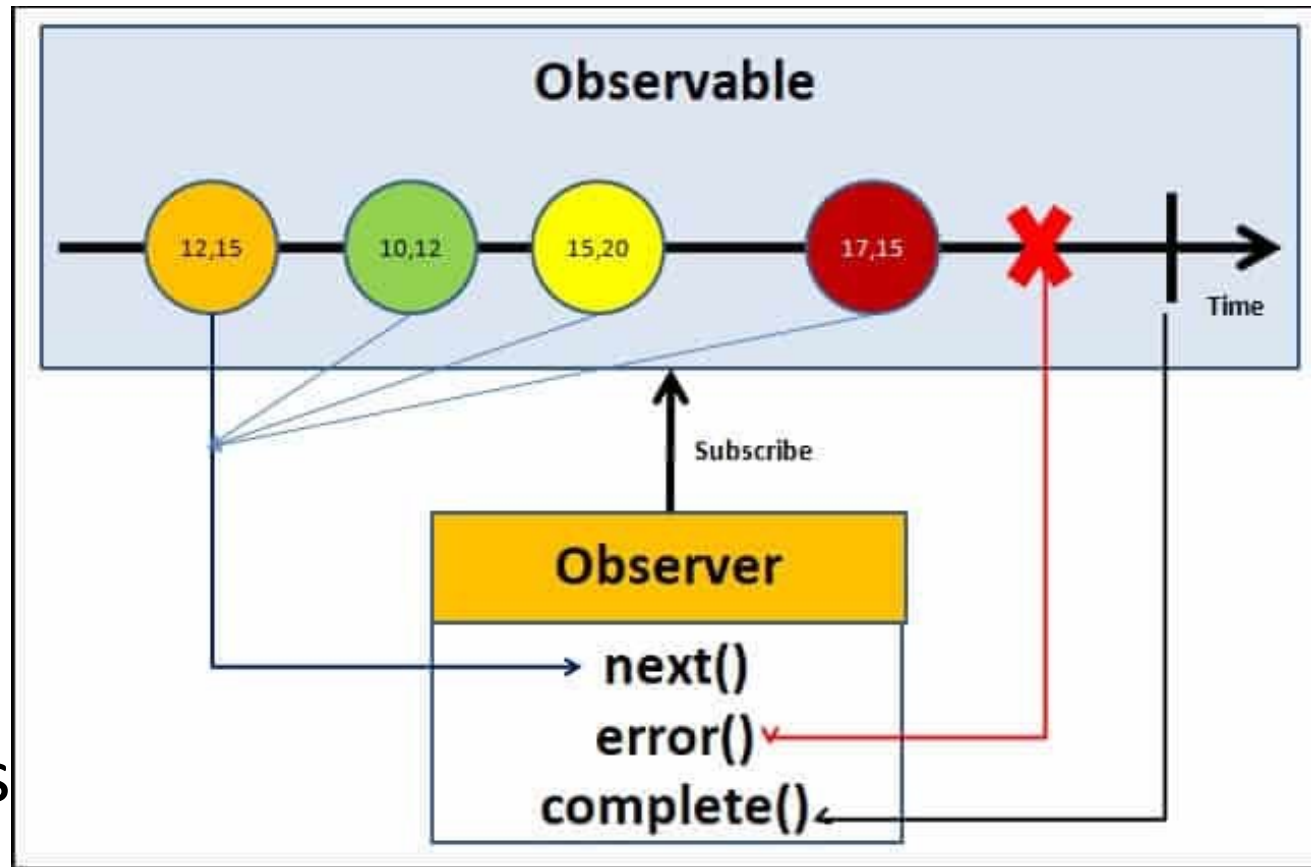 Observable
12,15
10,12
15,20
17,15
Time
Subscribe
Observer
next()
error()
s
complete()